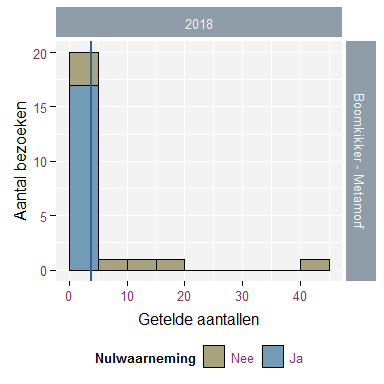 2018
20
15
10
5
0
Aantal bezoeken
Boomkikker - Metamorf
0
10
20
30
40
Getelde aantallen
Nulwaarneming Nee Ja